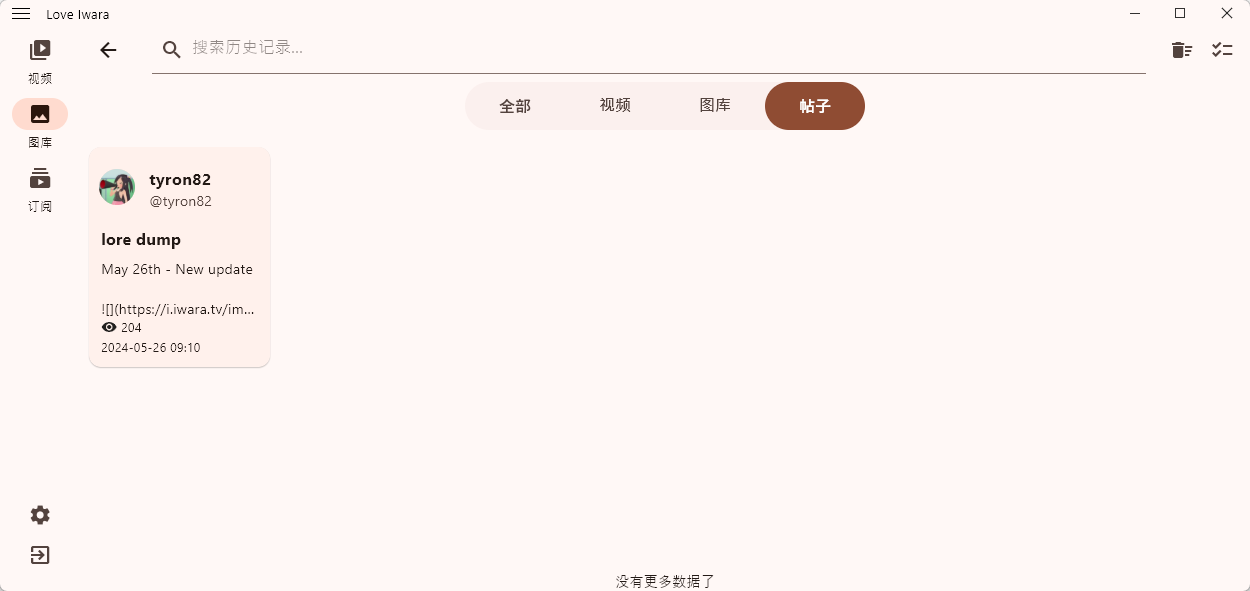 Love Iwara
搜索历史记录...
视频
图库
订阅
全部
视频
图库
帖子
tyron82
@tyron82
lore dump
May 26th - New update
![](https://i.iwara.tv/im...
204
2024-05-26 09:10
没有更多数据了